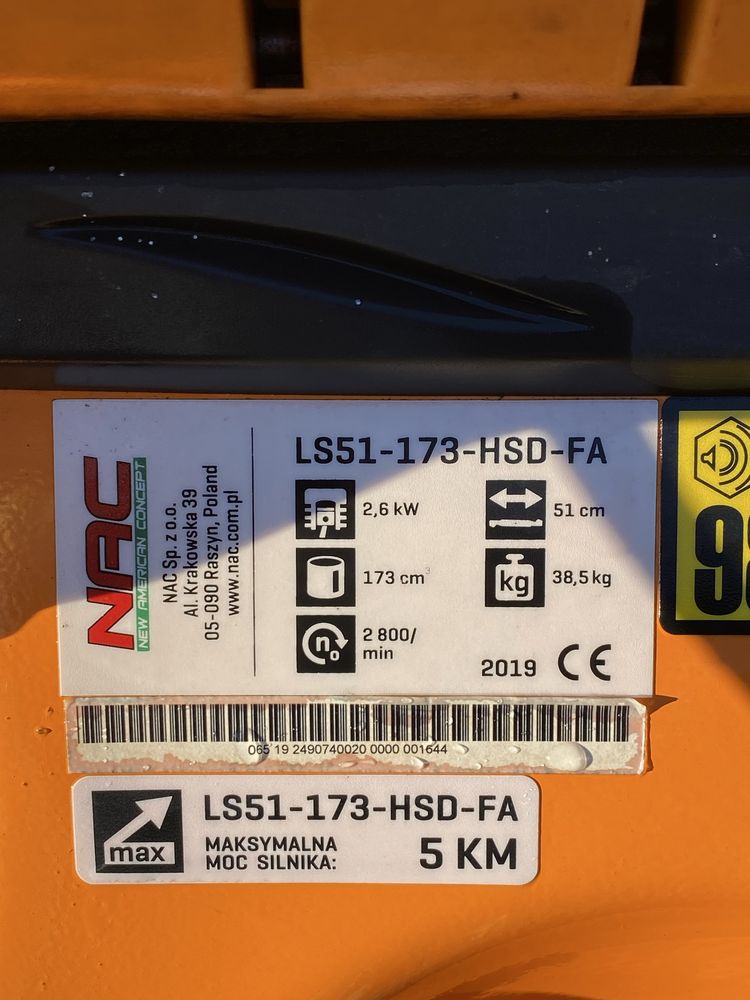 NAC
NEW AMERICAN CONCEPT
NAC Sp. z o.o.
Al. Krakowska 39
05-090 Raszyn, Poland
www.nac.com.pl
LS51-173-HSD-FA
2,6 kW
51 cm
173 cm³
kg
38,5 kg
n₀
2 800/
min
2019 CE
065 19 2490740020 0000 001644
max
LS51-173-HSD-FA
MAKSYMALNA
MOC SILNIKA:
5 KM